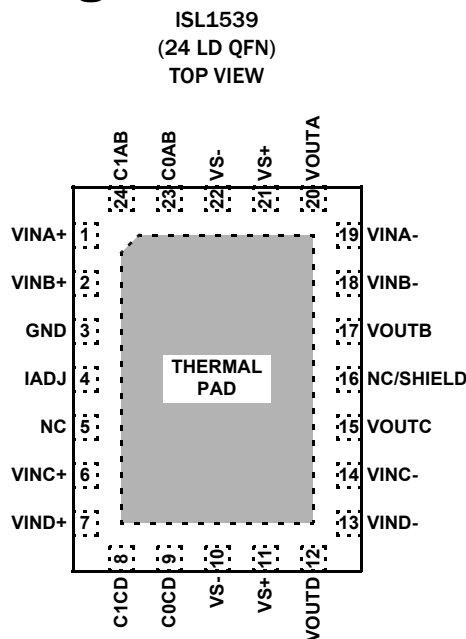 ISL1539
(24 LD QFN)
TOP VIEW
24 C1AB
23 C0AB
22 VS-
21 VS+
20 VOUTA
VINA+ 1
19 VINA-
VINB+ 2
18 VINB-
GND 3
17 VOUTB
IADJ 4
THERMAL
PAD
16 NC/SHIELD
NC 5
15 VOUTC
VINC+ 6
14 VINC-
VIND+ 7
13 VIND-
C1CD 8
C0CD 9
VS- 10
VS+ 11
VOUTD 12